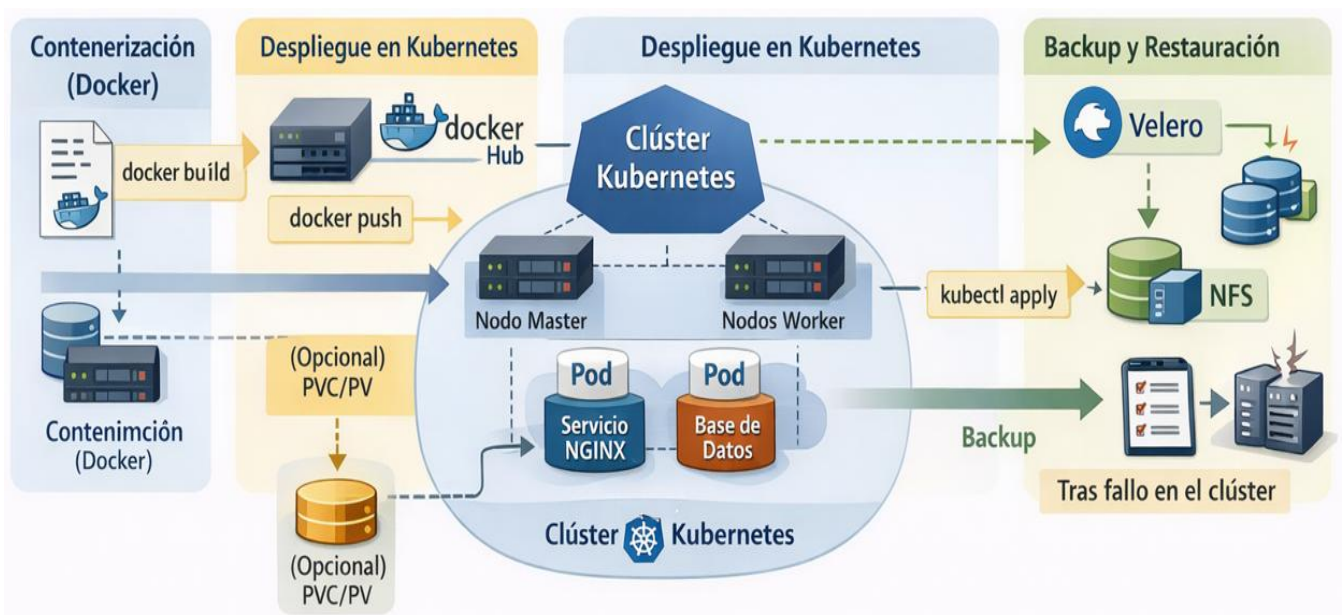 Contenerización
(Docker)
docker build
Contenimción
(Docker)
Despliegue en Kubernetes
docker
Hub
docker push
(Opcional)
PVC/PV
(Opcional)
PVC/PV
Despliegue en Kubernetes
Clúster
Kubernetes
Nodo Master
Nodos Worker
Pod
Servicio
NGINX
Pod
Base de
Datos
Clúster Kubernetes
Backup y Restauración
Velero
kubectl apply
NFS
Backup
Tras fallo en el clúster